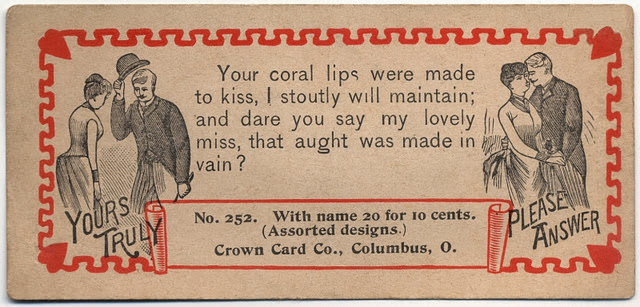 Your coral lips were made
to kiss, I stoutly will maintain;
and dare you say my lovely
miss, that aught was made in
vain?
YOURS
TRULY
No. 252. With name 20 for 10 cents.
(Assorted designs.)
Crown Card Co., Columbus, O.
PLEASE
ANSWER